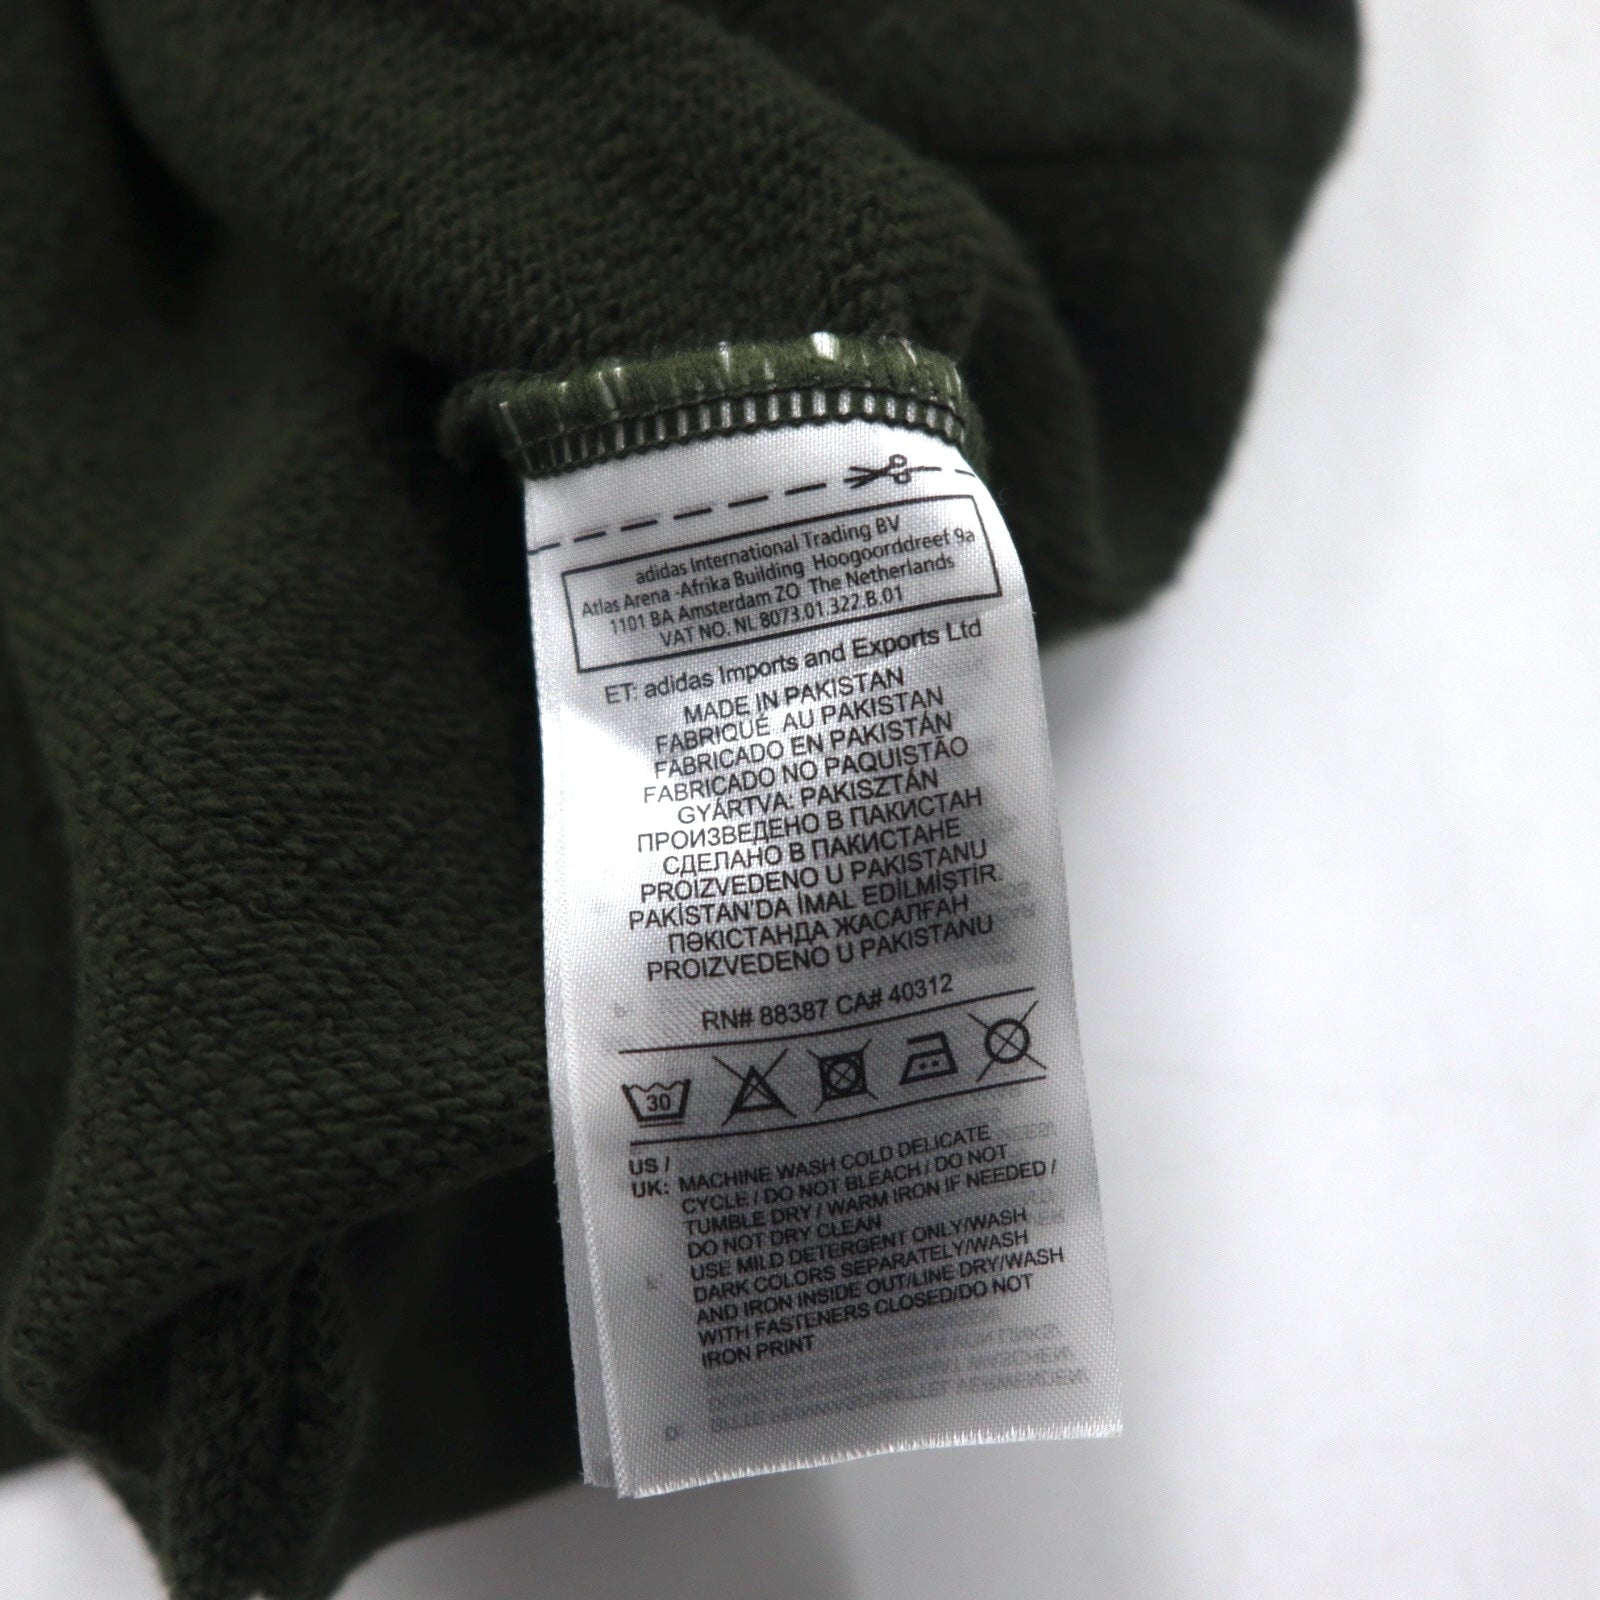 adidas International Trading BV
Atlas Arena -Afrika Building Hoogoorddreef 9a
1101 BA Amsterdam ZO The Netherlands
VAT NO. NL 8073.01.322.B.01
ET: adidas Imports and Exports Ltd
MADE IN PAKISTAN
FABRIQUÉ AU PAKISTAN
FABRICADO EN PAKISTÁN
FABRICADO NO PAQUISTÃO
GYÁRTVA: PAKISZTÁN
ПРОИЗВЕДЕНО В ПАКИСТАН
СДЕЛАНО В ПАКИСТАНЕ
PROIZVEDENO U PAKISTANU
PAKİSTAN'DA İMAL EDİLMİŞTİR.
ПӘКІСТАНДА ЖАСАЛҒАН
PROIZVEDENO U PAKISTANU
RN# 88387 CA# 40312
30
US /
UK: MACHINE WASH COLD DELICATE
CYCLE / DO NOT BLEACH / DO NOT
TUMBLE DRY / WARM IRON IF NEEDED /
DO NOT DRY CLEAN
USE MILD DETERGENT ONLY/WASH
DARK COLORS SEPARATELY/WASH
AND IRON INSIDE OUT/LINE DRY/WASH
WITH FASTENERS CLOSED/DO NOT
IRON PRINT